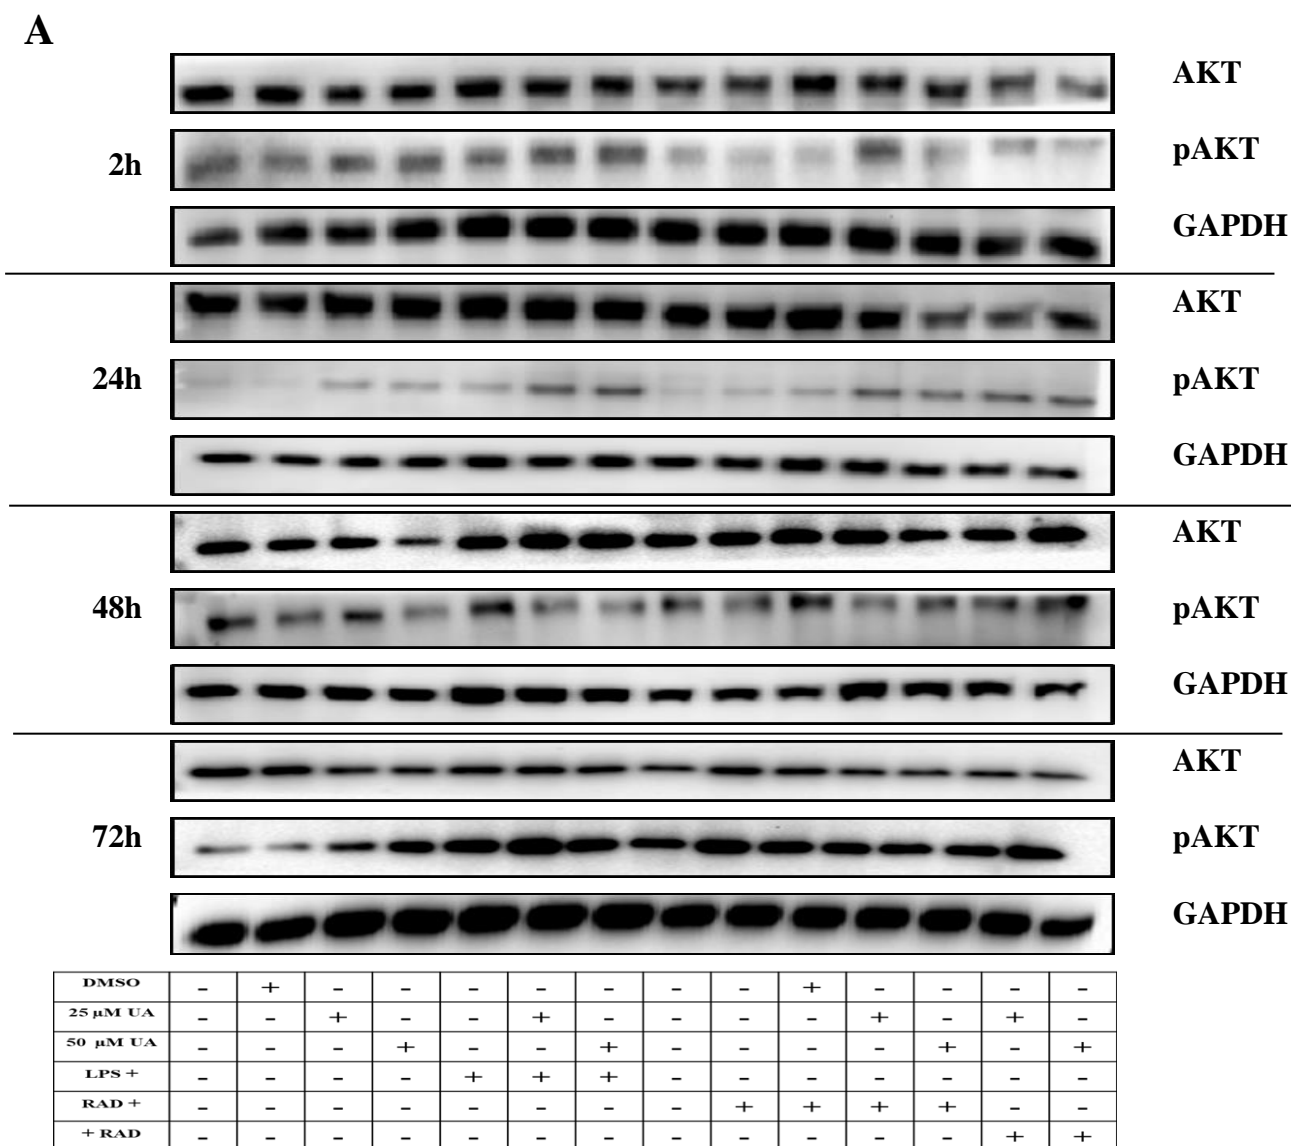 A
AKT
2h pAKT
GAPDH
AKT
24h pAKT
GAPDH
AKT
48h pAKT
GAPDH
AKT
72h pAKT
GAPDH
DMSO - + - - - - - - - + - - - -
25 µM UA - - + - - + - - - - + - + -
50 µM UA - - - + - - + - - - - + - +
LPS + - - - - + + + - - - - - - -
RAD + - - - - - - - - + + + + - -
+ RAD - - - - - - - - - - - - + +